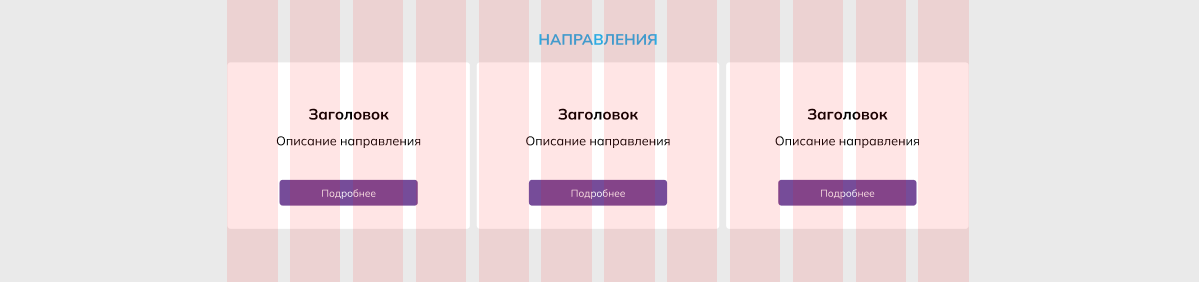 НАПРАВЛЕНИЯ
Заголовок
Описание направления
Подробнее
Заголовок
Описание направления
Подробнее
Заголовок
Описание направления
Подробнее